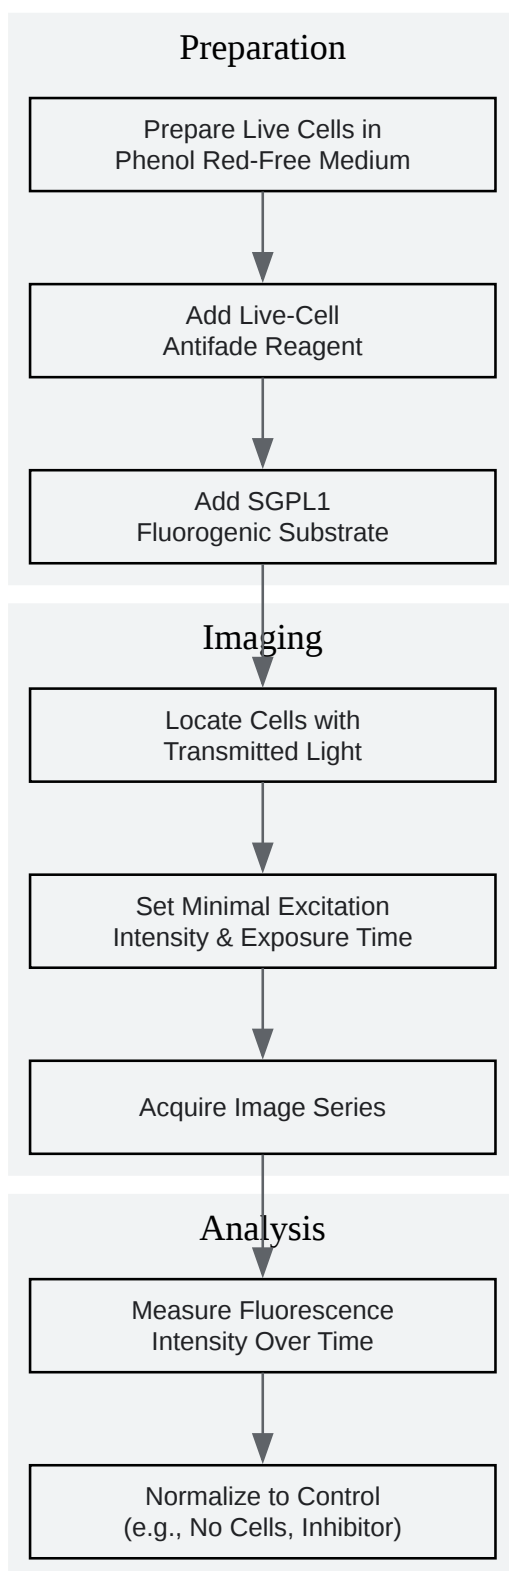 Preparation
Prepare Live Cells in
Phenol Red-Free Medium
Add Live-Cell
Antifade Reagent
Add SGPL1
Fluorogenic Substrate
Imaging
Locate Cells with
Transmitted Light
Set Minimal Excitation
Intensity & Exposure Time
Acquire Image Series
Analysis
Measure Fluorescence
Intensity Over Time
Normalize to Control
(e.g., No Cells, Inhibitor)